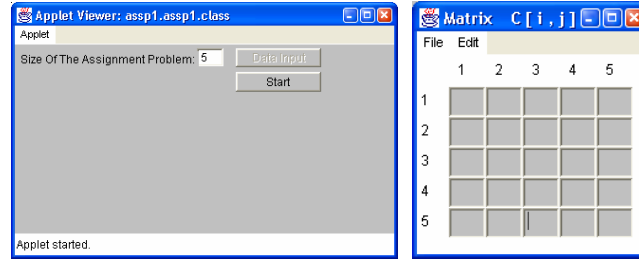 Applet Viewer: assp1.assp1.class
Applet
Size Of The Assignment Problem: 5 Data Input
Start
Applet started.
Matrix C[i,j]
File Edit
1 2 3 4 5
1
2
3
4
5